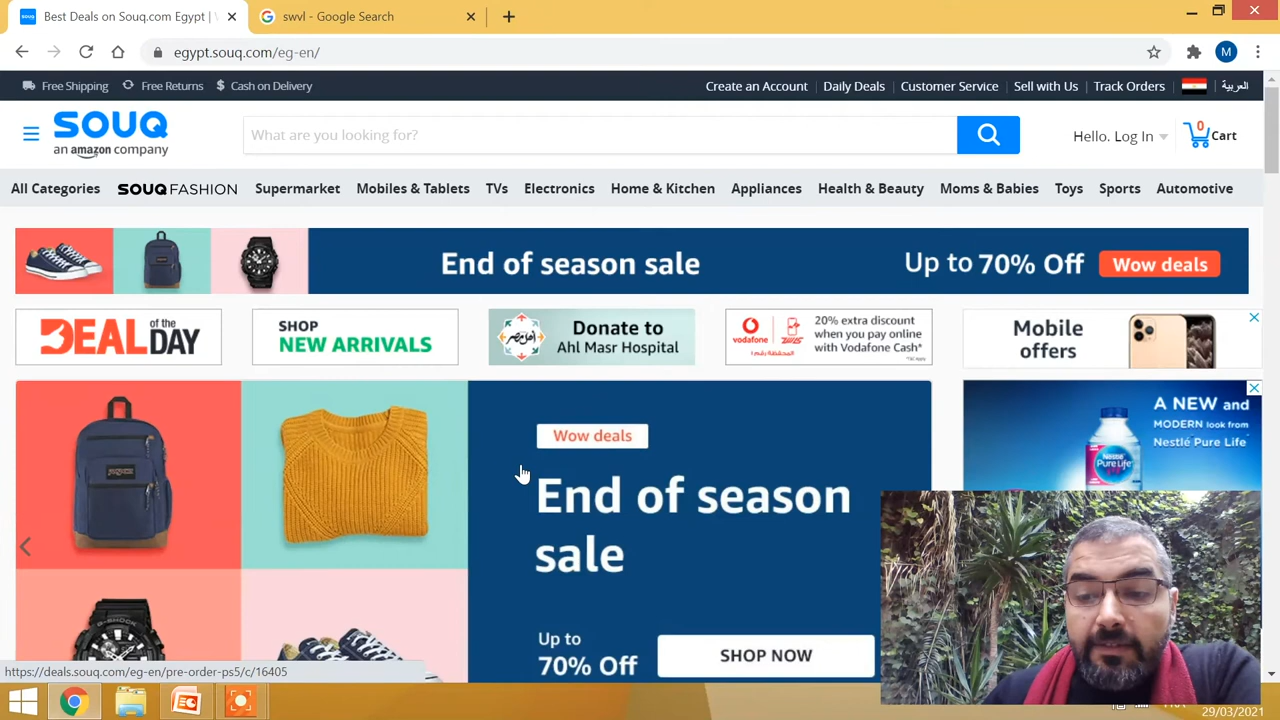 Best Deals on Souq.com Egypt |
swvl - Google Search
egypt.souq.com/eg-en/
M
Free Shipping
Free Returns
$ Cash on Delivery
Create an Account
Daily Deals
Customer Service
Sell with Us
Track Orders
العربية
SOUQ
an amazon company
What are you looking for?
Hello. Log In
0
Cart
All Categories
SOUQ FASHION
Supermarket
Mobiles & Tablets
TVs
Electronics
Home & Kitchen
Appliances
Health & Beauty
Moms & Babies
Toys
Sports
Automotive
End of season sale
Up to 70% Off
Wow deals
DEAL of the DAY
SHOP
NEW ARRIVALS
Donate to
Ahl Masr Hospital
vodafone
20% extra discount
when you pay online
with Vodafone Cash*
Mobile
offers
JANSPORT
Wow deals
End of season
sale
Up to
70% Off
SHOP NOW
G-SHOCK
A NEW and
MODERN look from
Nestlé Pure Life
Nestlé
Pure Life
https://deals.souq.com/eg-en/pre-order-ps5/c/16405
29/03/2021